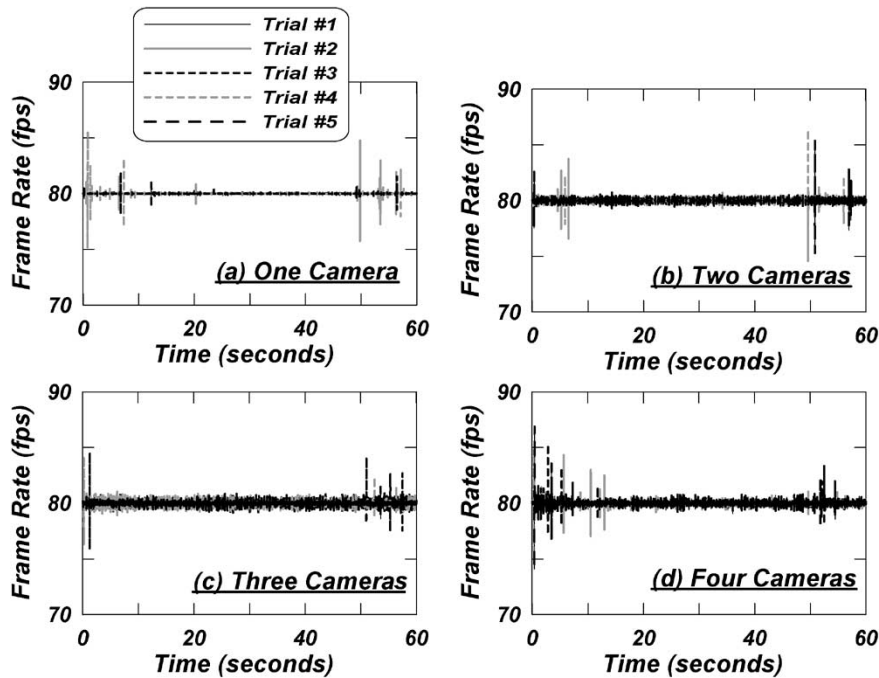 Trial #1
Trial #2
Trial #3
Trial #4
Trial #5
Frame Rate (fps)
90
80
70
(a) One Camera
0 20 40 60
Time (seconds)
Frame Rate (fps)
90
80
70
(b) Two Cameras
0 20 40 60
Time (seconds)
Frame Rate (fps)
90
80
70
(c) Three Cameras
0 20 40 60
Time (seconds)
Frame Rate (fps)
90
80
70
(d) Four Cameras
0 20 40 60
Time (seconds)